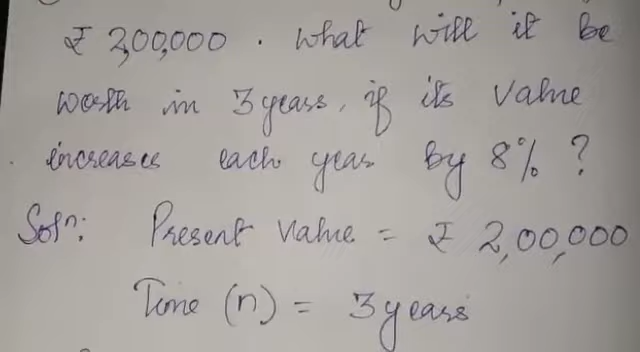 ₹ 2,00,000. What will it be
worth in 3 years, if its value
increases each year by 8% ?
Solⁿ: Present value = ₹ 2,00,000
Time (n) = 3 years